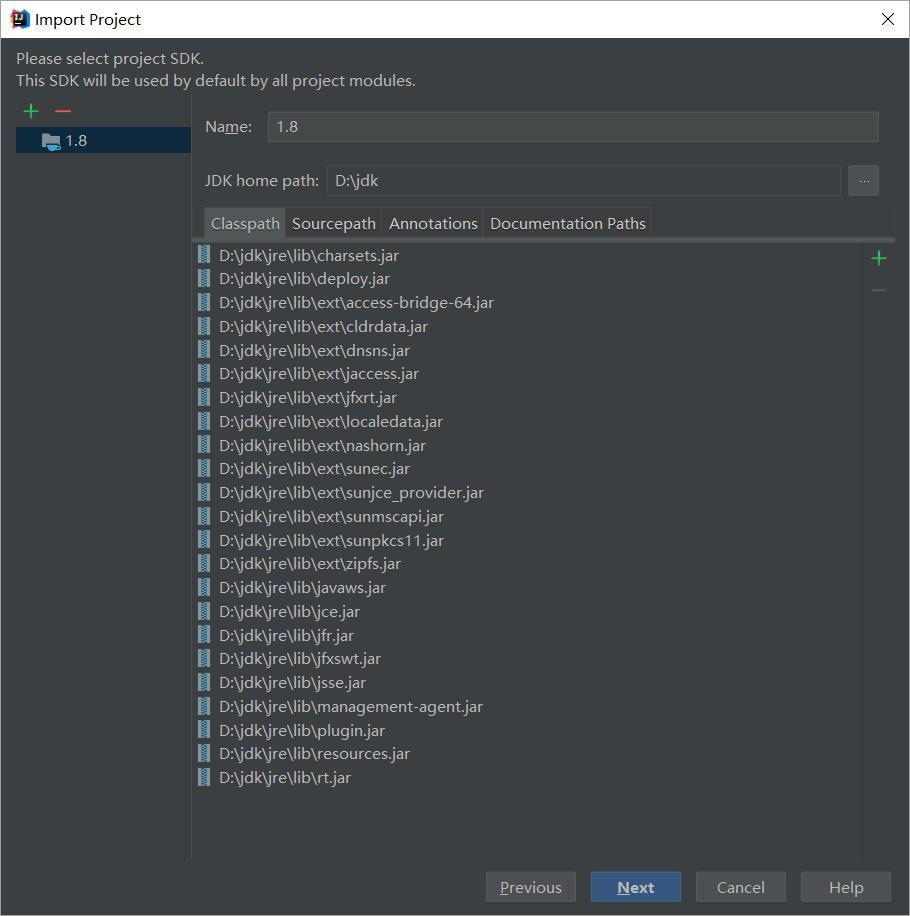 Import Project
Please select project SDK.
This SDK will be used by default by all project modules.
1.8
Name: 1.8
JDK home path: D:\jdk ...
Classpath Sourcepath Annotations Documentation Paths
D:\jdk\jre\lib\charsets.jar
D:\jdk\jre\lib\deploy.jar
D:\jdk\jre\lib\ext\access-bridge-64.jar
D:\jdk\jre\lib\ext\cldrdata.jar
D:\jdk\jre\lib\ext\dnsns.jar
D:\jdk\jre\lib\ext\jaccess.jar
D:\jdk\jre\lib\ext\jfxrt.jar
D:\jdk\jre\lib\ext\localedata.jar
D:\jdk\jre\lib\ext\nashorn.jar
D:\jdk\jre\lib\ext\sunec.jar
D:\jdk\jre\lib\ext\sunjce_provider.jar
D:\jdk\jre\lib\ext\sunmscapi.jar
D:\jdk\jre\lib\ext\sunpkcs11.jar
D:\jdk\jre\lib\ext\zipfs.jar
D:\jdk\jre\lib\javaws.jar
D:\jdk\jre\lib\jce.jar
D:\jdk\jre\lib\jfr.jar
D:\jdk\jre\lib\jfxswt.jar
D:\jdk\jre\lib\jsse.jar
D:\jdk\jre\lib\management-agent.jar
D:\jdk\jre\lib\plugin.jar
D:\jdk\jre\lib\resources.jar
D:\jdk\jre\lib\rt.jar
Previous Next Cancel Help